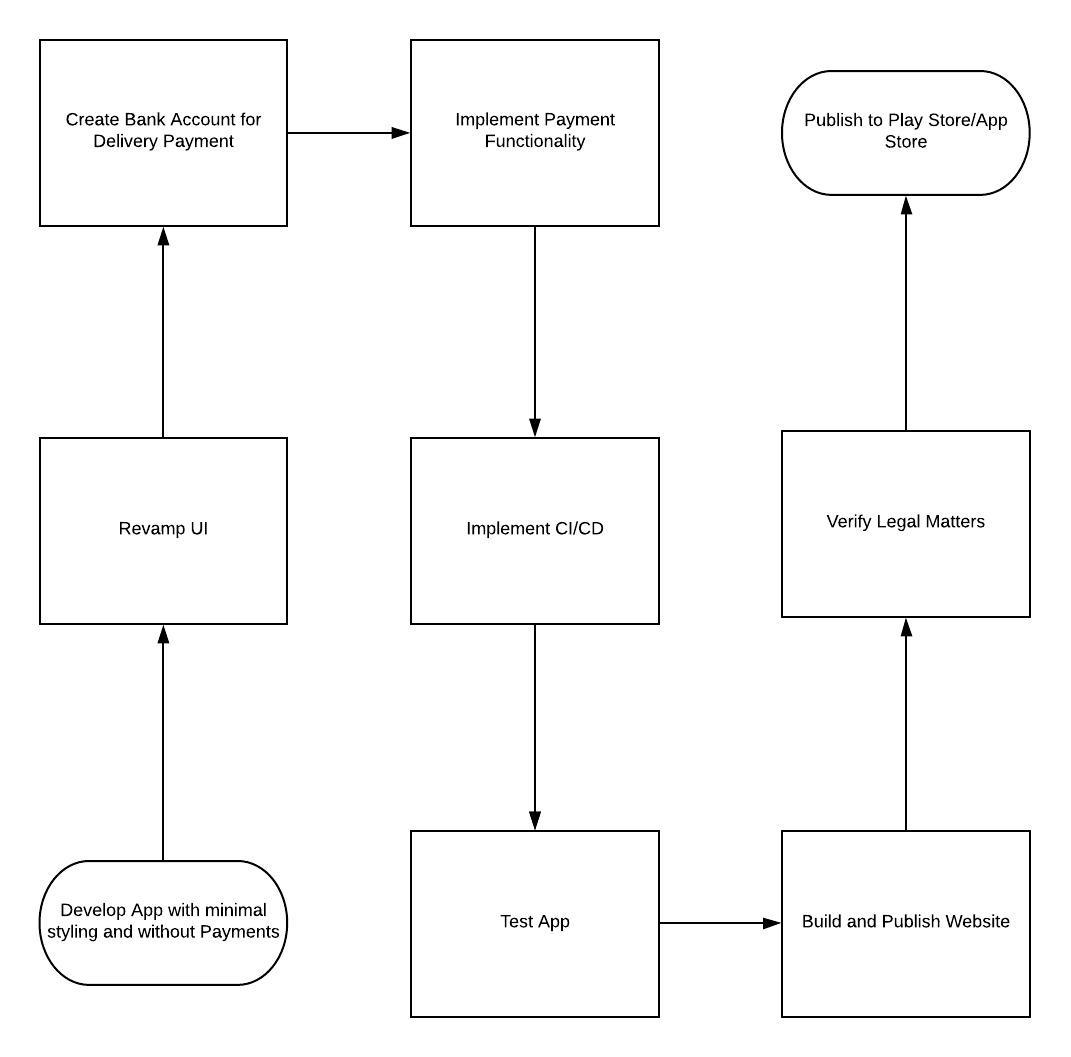 Create Bank Account for
Delivery Payment
Implement Payment
Functionality
Publish to Play Store/App
Store
Revamp UI
Implement CI/CD
Verify Legal Matters
Develop App with minimal
styling and without Payments
Test App
Build and Publish Website